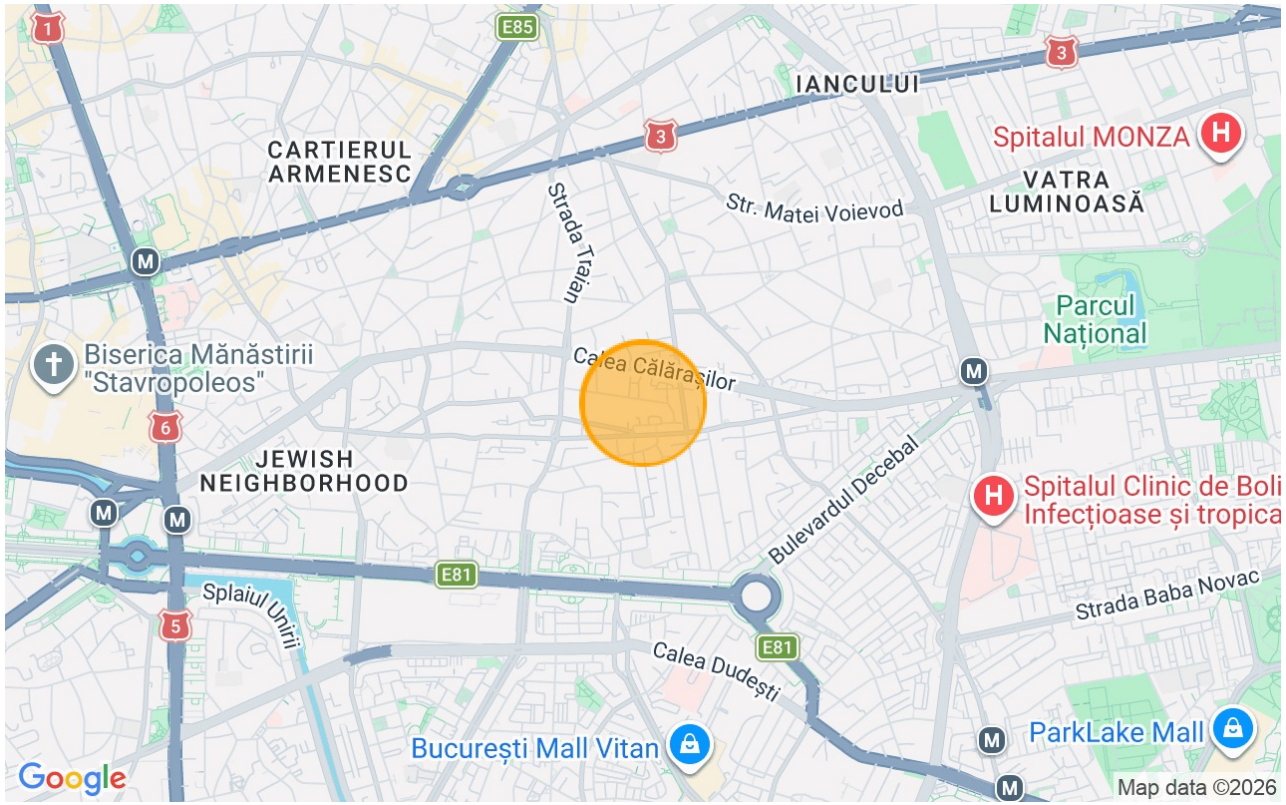 1
E85
3
IANCULUI
3
Spitalul MONZA
H
CARTIERUL
ARMENESC
VATRA
LUMINOASĂ
Strada Traian
Str. Matei Voievod
M
Parcul
Național
Biserica Mănăstirii
"Stavropoleos"
Calea Călărașilor
M
6
JEWISH
NEIGHBORHOOD
Bulevardul Decebal
H
Spitalul Clinic de Boli
Infecțioase și tropica
M
M
E81
Splaiul Unirii
Strada Baba Novac
5
E81
Calea Dudești
București Mall Vitan
M
ParkLake Mall
Google
M
Map data ©2026